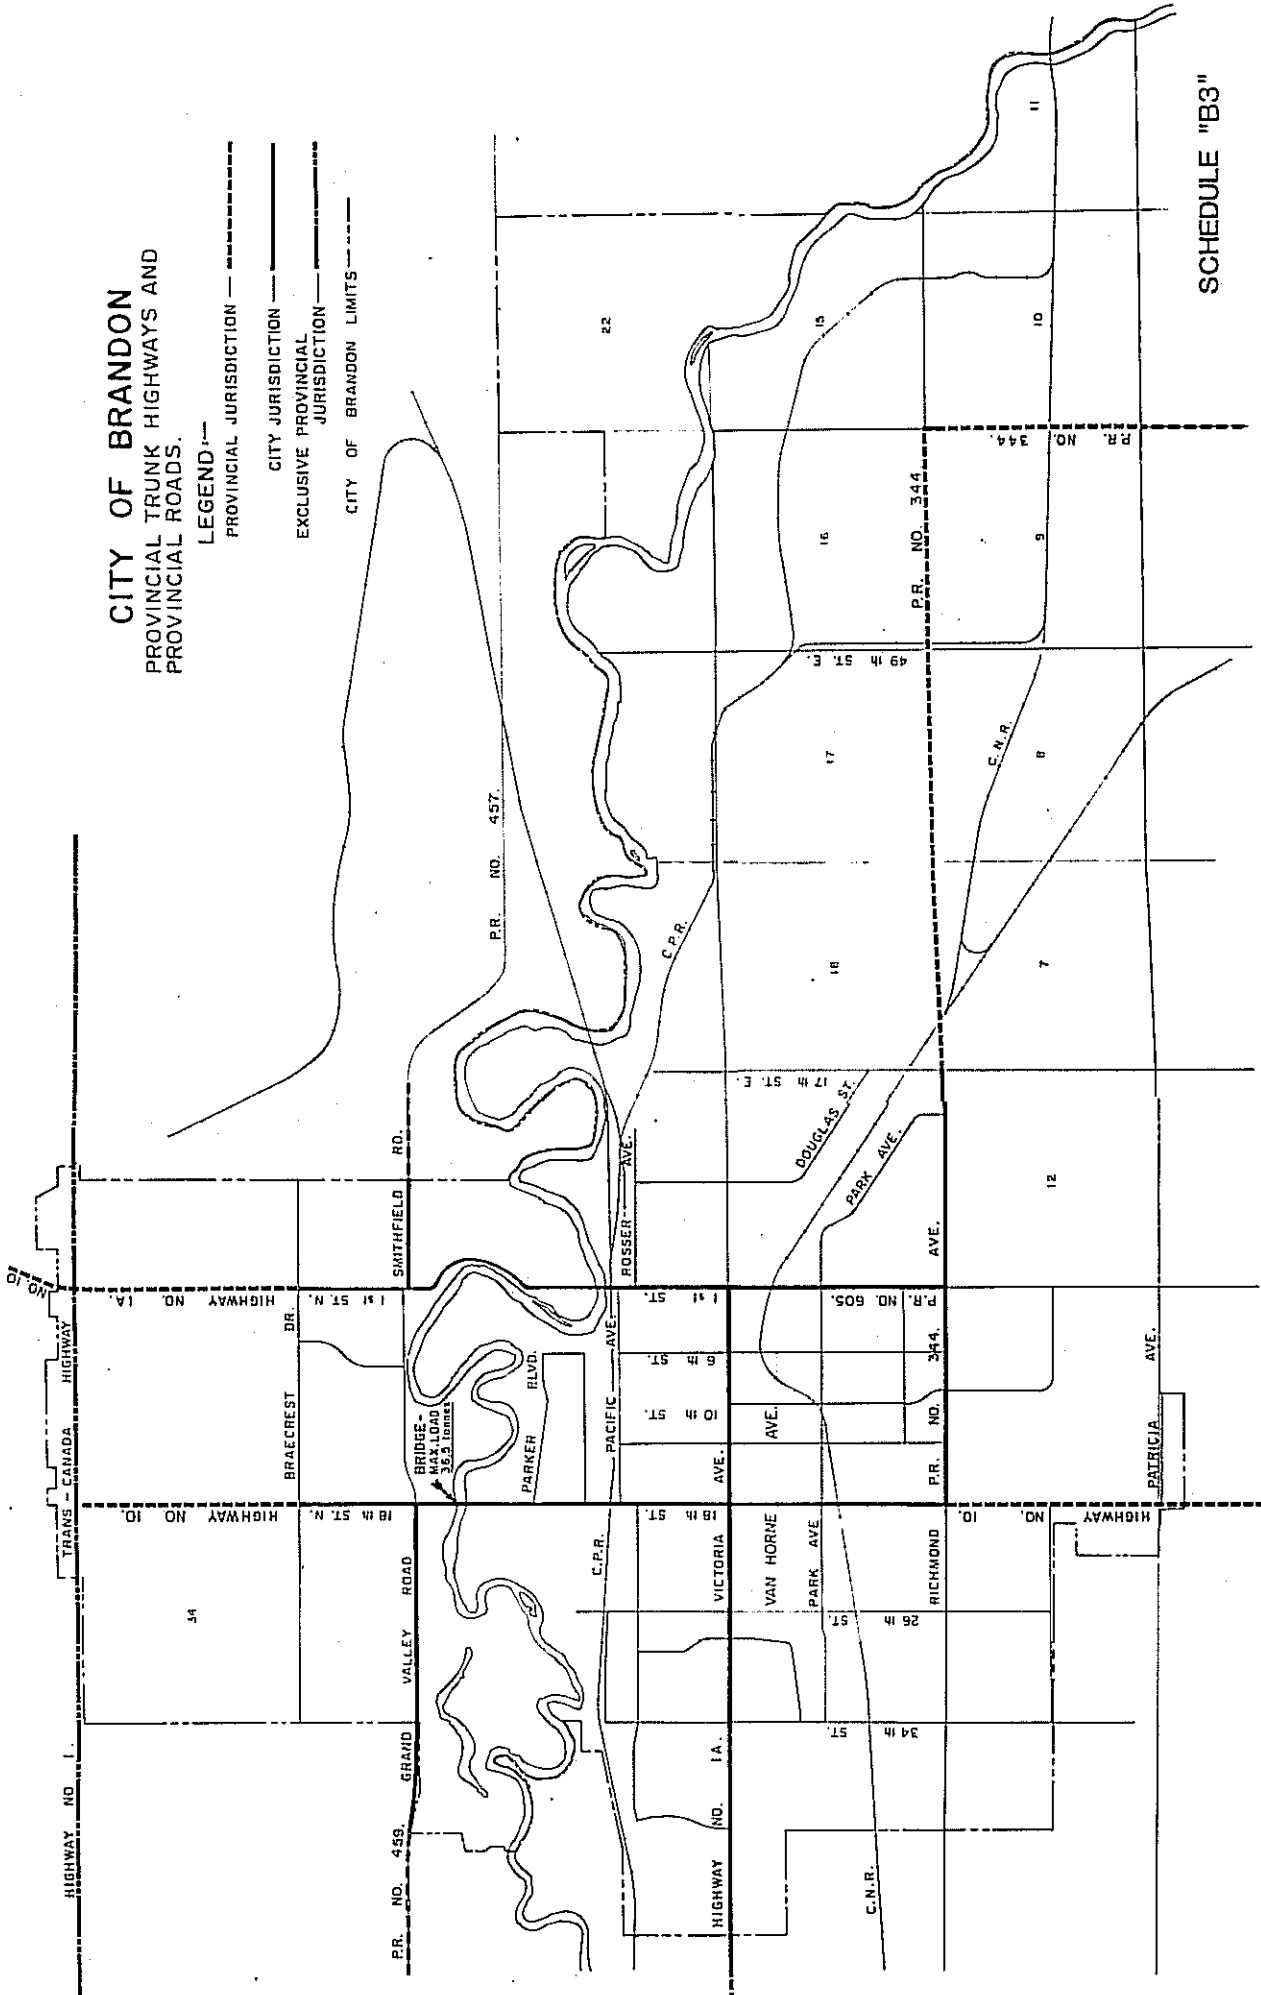 CITY OF BRANDON
PROVINCIAL TRUNK HIGHWAYS AND
PROVINCIAL ROADS.
LEGEND:—
PROVINCIAL JURISDICTION
CITY JURISDICTION
EXCLUSIVE PROVINCIAL
JURISDICTION
CITY OF BRANDON LIMITS
HIGHWAY NO 1.
TRANS - CANADA HIGHWAY
NO. 10
34
HIGHWAY NO 10.
HIGHWAY NO. 1A.
BRAECREST DR.
18 th ST. N.
1 st ST. N.
SMITHFIELD RD.
P.R. NO. 459.
GRAND VALLEY ROAD
BRIDGE-
MAX. LOAD
36.5 tonnes
P.R. NO. 457.
PARKER BLVD.
22
C.P.R.
PACIFIC AVE.
ROSSER AVE.
C.P.R.
18 th ST.
10 th ST.
6 th ST.
1 st ST.
HIGHWAY NO. 1A.
VICTORIA AVE.
VAN HORNE AVE.
PARK AVE
DOUGLAS ST.
PARK AVE.
17 th ST. E.
49 th ST. E.
18
17
16
15
26 th ST.
34 th ST.
C.N.R.
P.R. NO. 605.
RICHMOND AVE.
P.R. NO. 344.
P.R. NO. 344
HIGHWAY NO. 10
C.N.R.
12
7
8
9
10
11
P.R. NO. 344.
PATRICIA AVE.
SCHEDULE "B3"